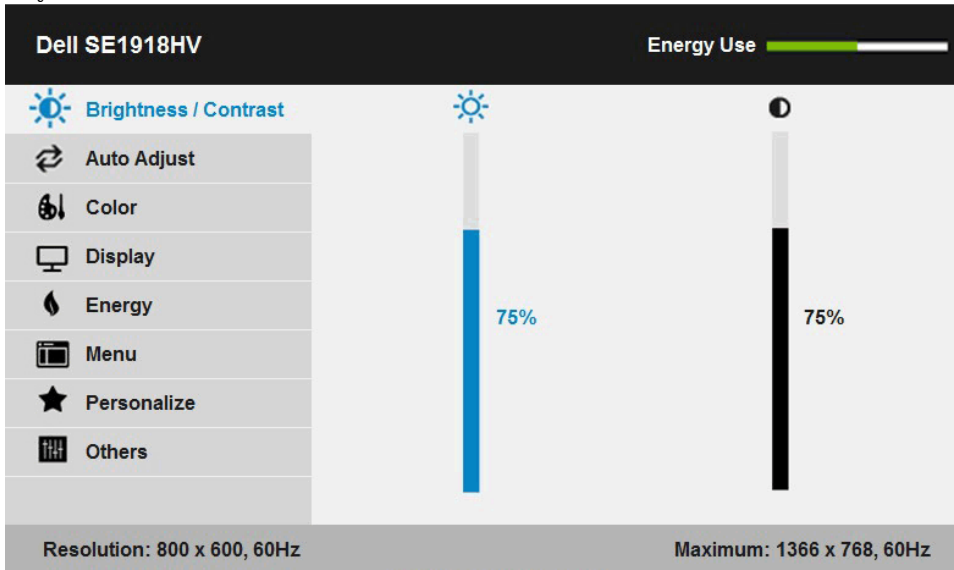 Dell SE1918HV
Energy Use
Brightness / Contrast
Auto Adjust
Color
Display
Energy
75%
75%
Menu
Personalize
Others
Resolution: 800 x 600, 60Hz
Maximum: 1366 x 768, 60Hz